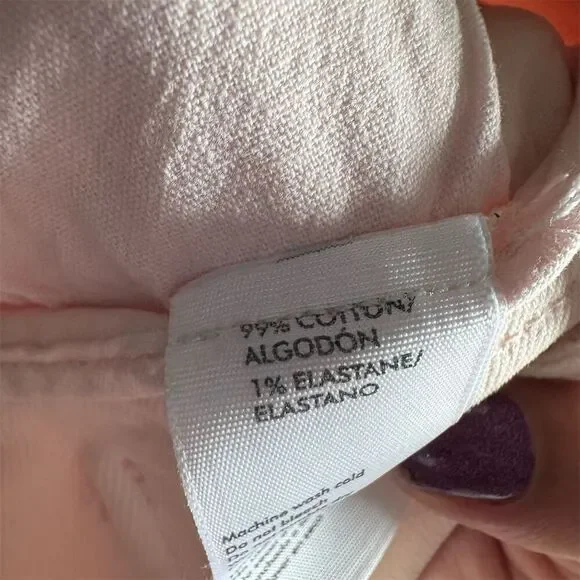 99% COTTON/
ALGODÓN
1% ELASTANE/
ELASTANO
Machine wash cold
Do not bleach